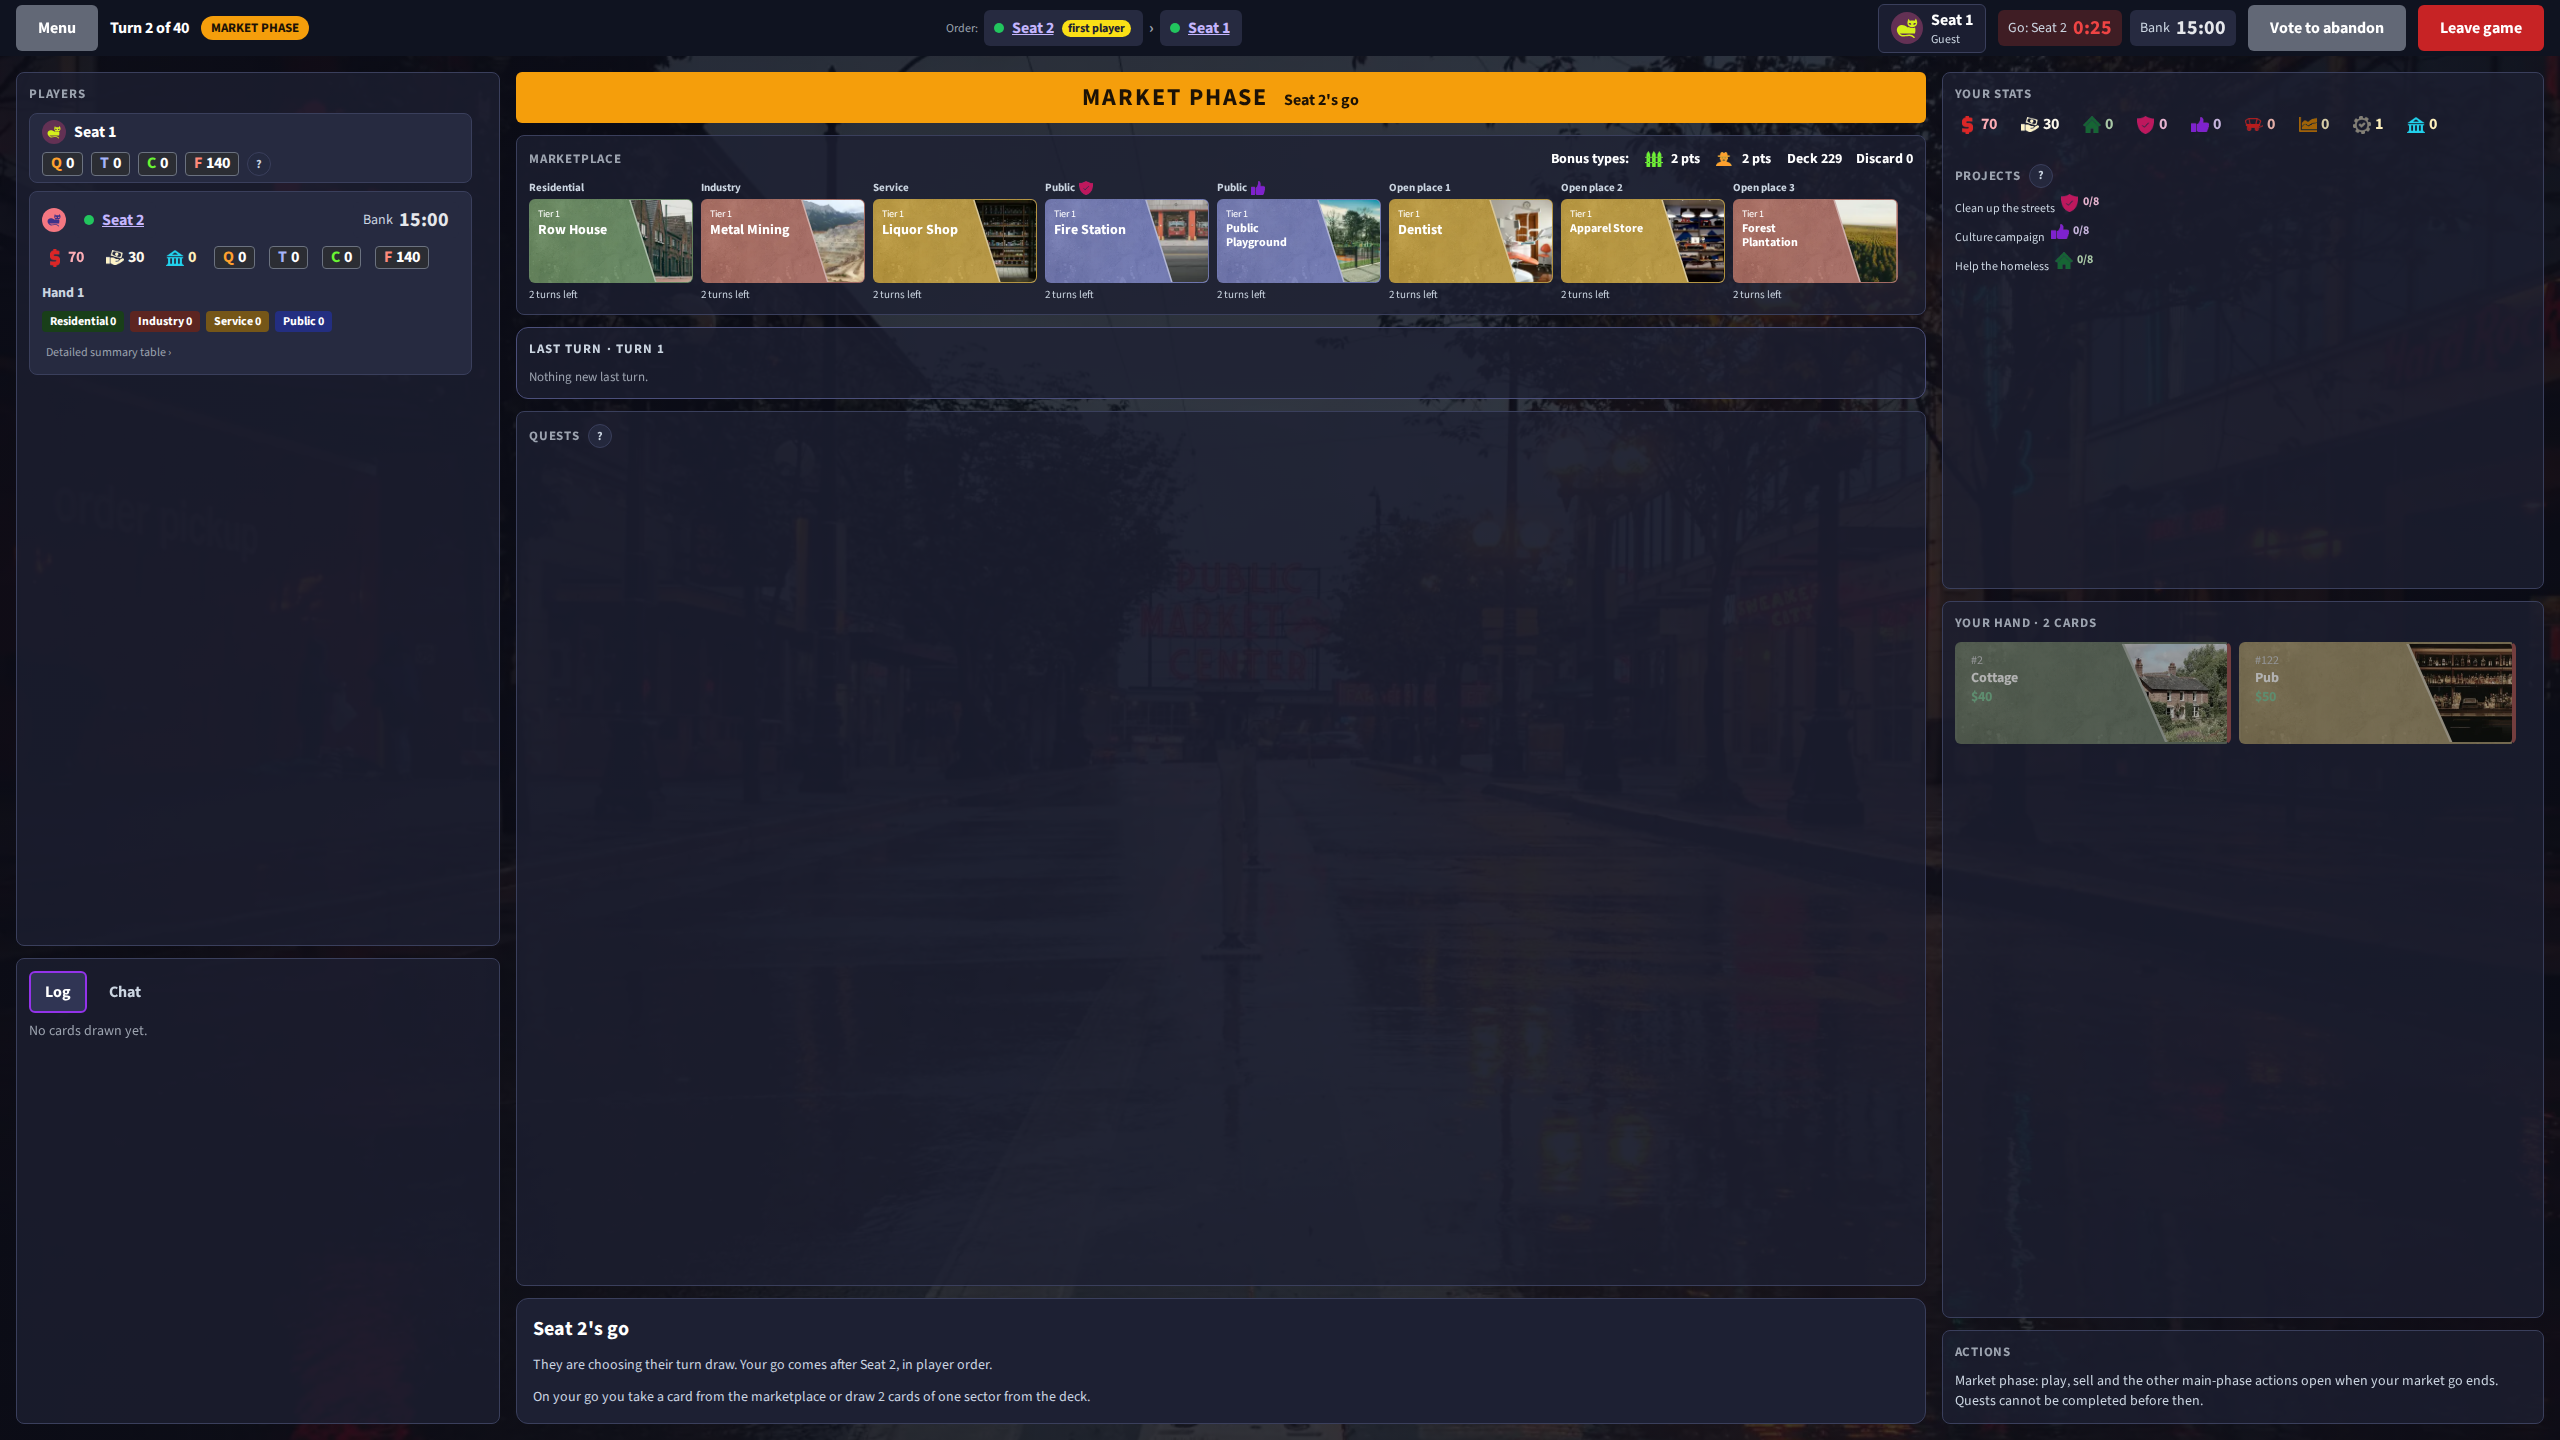 Menu
Turn 2 of 40
MARKET PHASE
Order:
Seat 2
first player
›
Seat 1
Seat 1
Guest
Go: Seat 2 0:25
Bank 15:00
Vote to abandon
Leave game
PLAYERS
Seat 1
Q 0
T 0
C 0
F 140
?
Seat 2
Bank 15:00
70
30
0
Q 0
T 0
C 0
F 140
Hand 1
Residential 0
Industry 0
Service 0
Public 0
Detailed summary table ›
Log
Chat
No cards drawn yet.
MARKET PHASE Seat 2's go
MARKETPLACE
Bonus types: 2 pts 2 pts Deck 229 Discard 0
Residential
Tier 1
Row House
2 turns left
Industry
Tier 1
Metal Mining
2 turns left
Service
Tier 1
Liquor Shop
2 turns left
Public
Tier 1
Fire Station
2 turns left
Public
Tier 1
Public
Playground
2 turns left
Open place 1
Tier 1
Dentist
2 turns left
Open place 2
Tier 1
Apparel Store
2 turns left
Open place 3
Tier 1
Forest
Plantation
2 turns left
LAST TURN · TURN 1
Nothing new last turn.
QUESTS ?
order pickup
PUBLIC
MARKET
CENTER
Seat 2's go
They are choosing their turn draw. Your go comes after Seat 2, in player order.
On your go you take a card from the marketplace or draw 2 cards of one sector from the deck.
YOUR STATS
70 30 0 0 0 0 0 1 0
PROJECTS ?
Clean up the streets 0/8
Culture campaign 0/8
Help the homeless 0/8
YOUR HAND · 2 CARDS
#2
Cottage
$40
#122
Pub
$50
ACTIONS
Market phase: play, sell and the other main-phase actions open when your market go ends.
Quests cannot be completed before then.